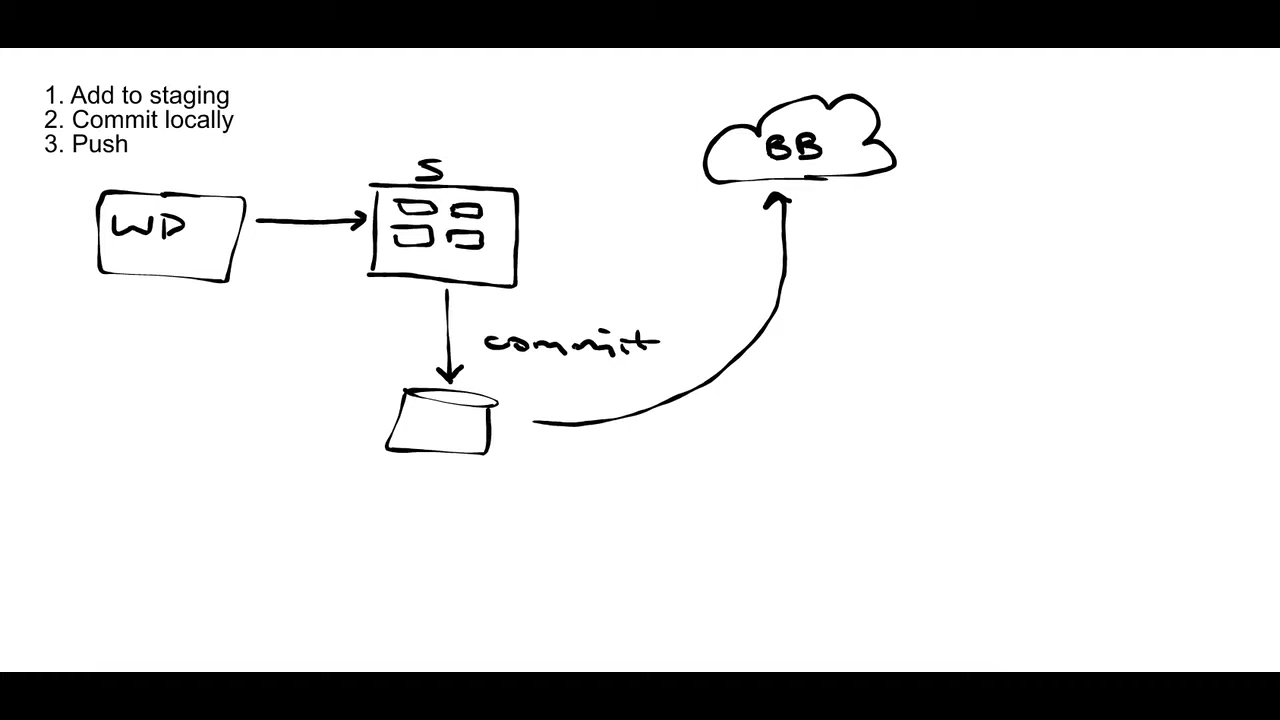 1. Add to staging
2. Commit locally
3. Push
S
BB
WD
commit